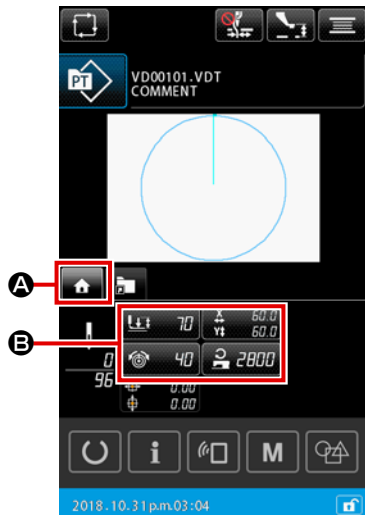 PT
VD00101.VDT
COMMENT
A
B
70
X 60.0
Y 60.0
0
40
2800
96
0.00
0.00
i
M
2018.10.31p.m.03:04